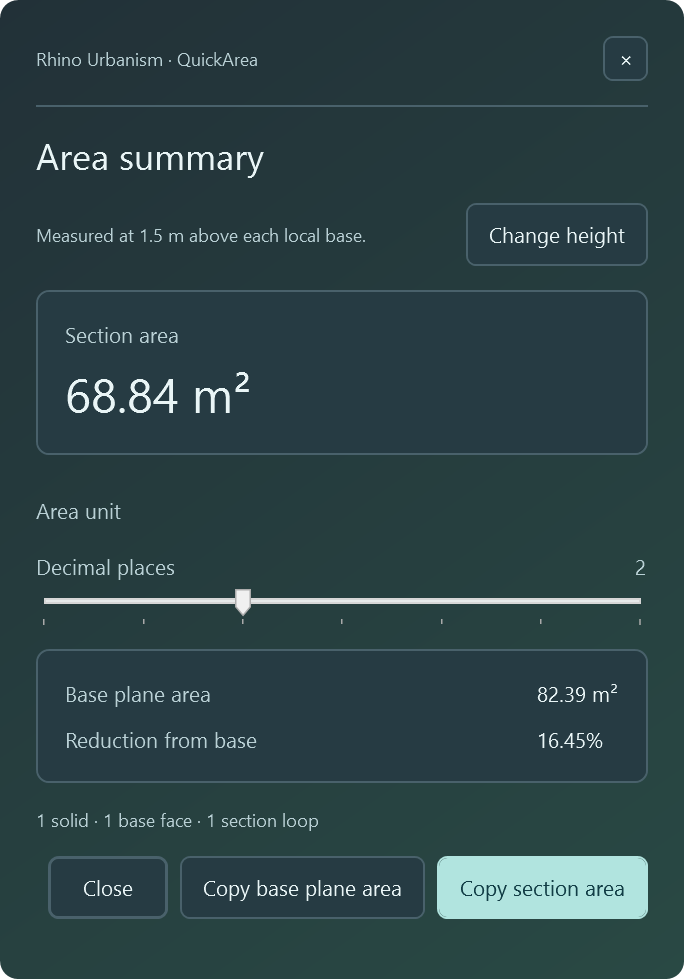 Rhino Urbanism · QuickArea
×
Area summary
Measured at 1.5 m above each local base.
Change height
Section area
68.84 m²
Area unit
Decimal places
2
Base plane area
82.39 m²
Reduction from base
16.45%
1 solid · 1 base face · 1 section loop
Close
Copy base plane area
Copy section area